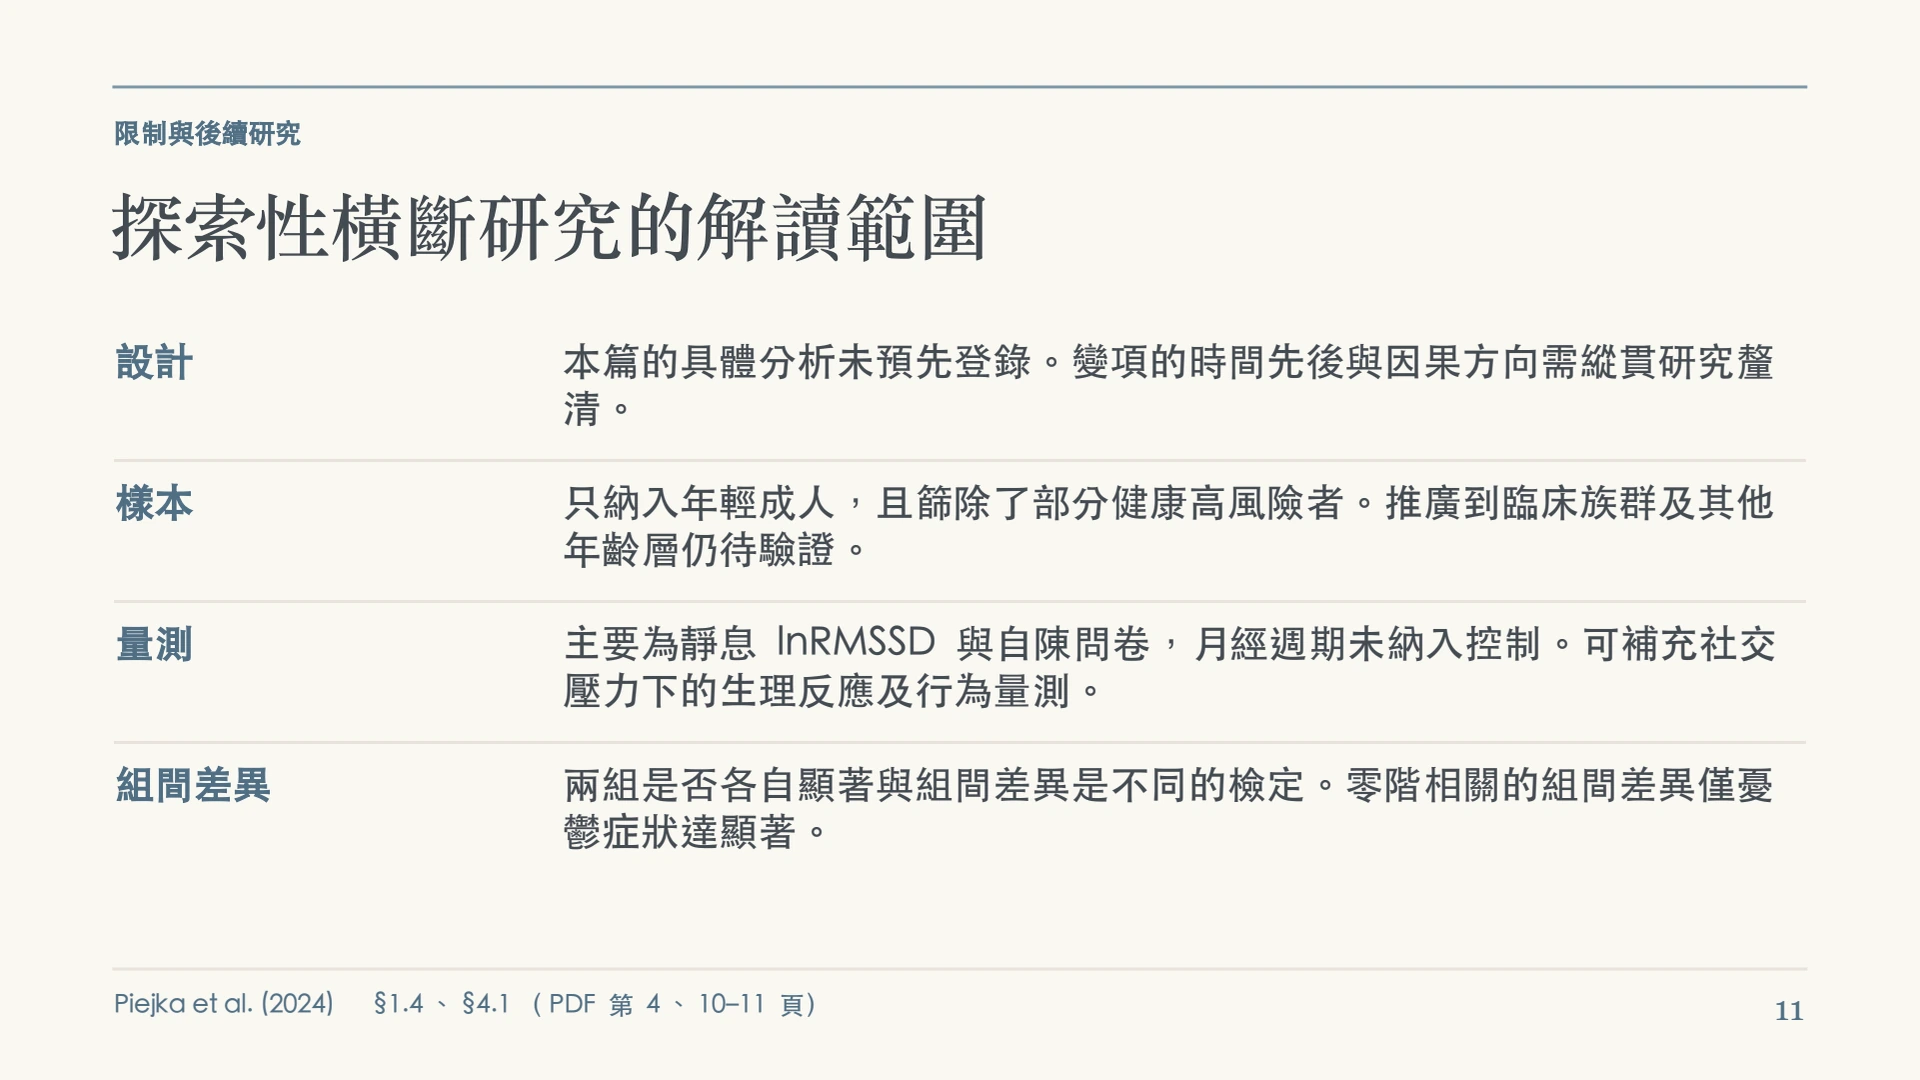 限制與後續研究
探索性橫斷研究的解讀範圍
設計
本篇的具體分析未預先登錄。變項的時間先後與因果方向需縱貫研究釐
清。
樣本
只納入年輕成人，且篩除了部分健康高風險者。推廣到臨床族群及其他
年齡層仍待驗證。
量測
主要為靜息 lnRMSSD 與自陳問卷，月經週期未納入控制。可補充社交
壓力下的生理反應及行為量測。
組間差異
兩組是否各自顯著與組間差異是不同的檢定。零階相關的組間差異僅憂
鬱症狀達顯著。
Piejka et al. (2024) §1.4、§4.1 (PDF 第 4、10–11 頁)
11